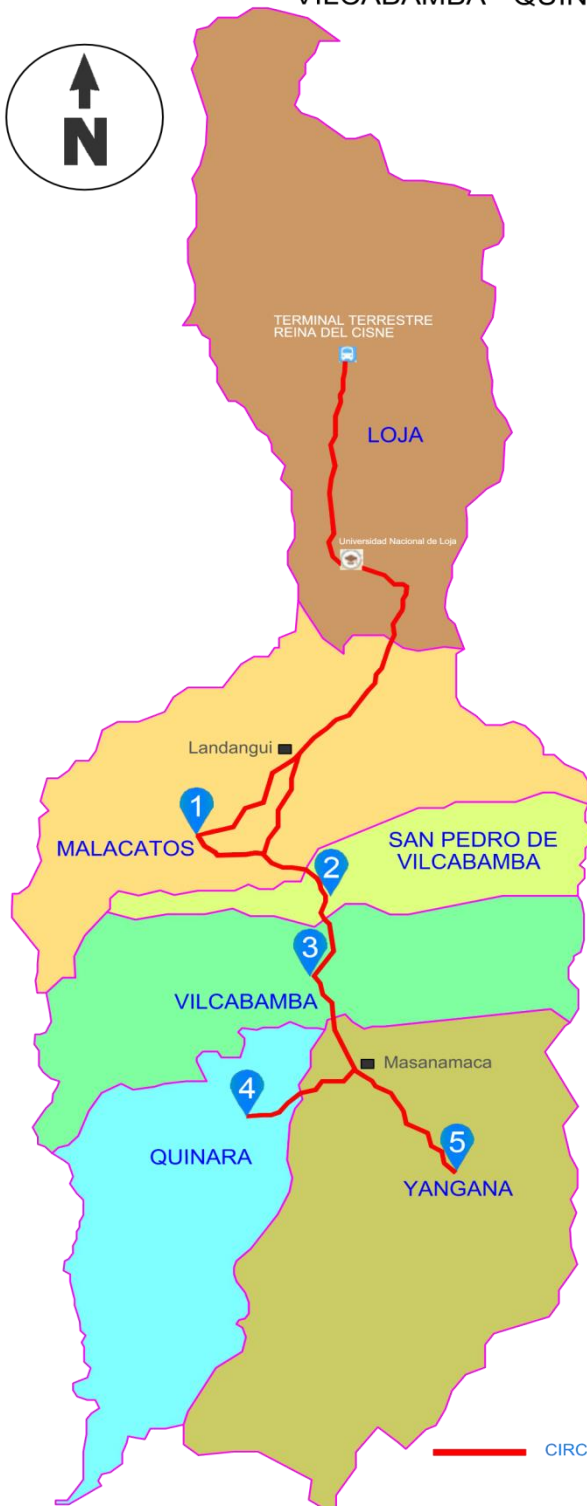 VILCABAMBA - QUIN
N
TERMINAL TERRESTRE
REINA DEL CISNE
LOJA
Universidad Nacional de Loja
Landangui
1
MALACATOS
SAN PEDRO DE
VILCABAMBA
2
3
VILCABAMBA
Masanamaca
4
5
QUINARA
YANGANA
CIRC